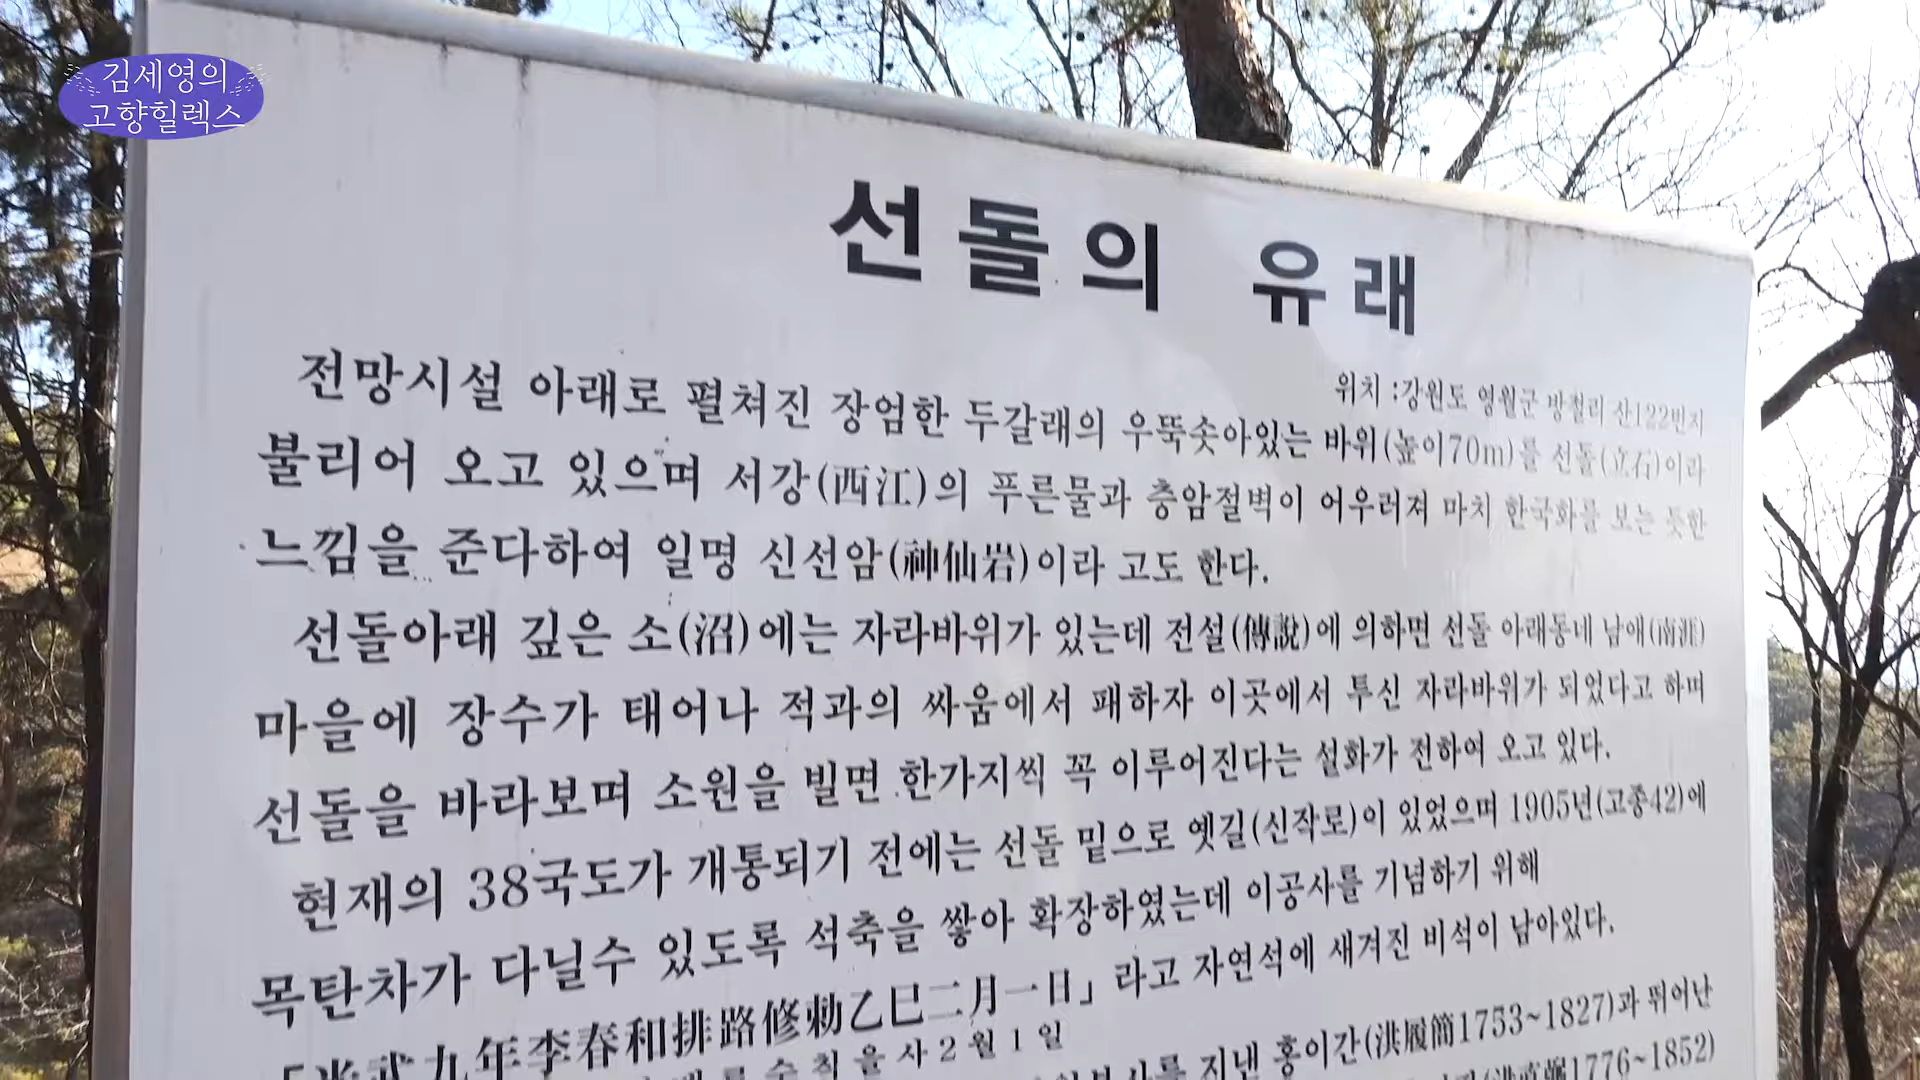 김세영의
고향힐렉스
선돌의 유래
위치 :강원도 영월군 방절리 산122번지
전망시설 아래로 펼쳐진 장엄한 두갈래의 우뚝솟아있는 바위(높이70m)를 선돌(立石)이라
불리어 오고 있으며 서강(西江)의 푸른물과 층암절벽이 어우러져 마치 한국화를 보는 듯한
느낌을 준다하여 일명 신선암(神仙岩)이라 고도 한다.
선돌아래 깊은 소(沼)에는 자라바위가 있는데 전설(傳說)에 의하면 선돌 아래동네 남애(南涯)
마을에 장수가 태어나 적과의 싸움에서 패하자 이곳에서 투신 자라바위가 되었다고 하며
선돌을 바라보며 소원을 빌면 한가지씩 꼭 이루어진다는 설화가 전하여 오고 있다.
현재의 38국도가 개통되기 전에는 선돌 밑으로 옛길(신작로)이 있었으며 1905년(고종42)에
목탄차가 다닐수 있도록 석축을 쌓아 확장하였는데 이공사를 기념하기 위해
「光武九年李春和排路修勅乙巳二月一日」라고 자연석에 새겨진 비석이 남아있다.
수칙을사2월1일
를 지낸 홍이간(洪履簡1753~1827)과 뛰어난
1776~1852)